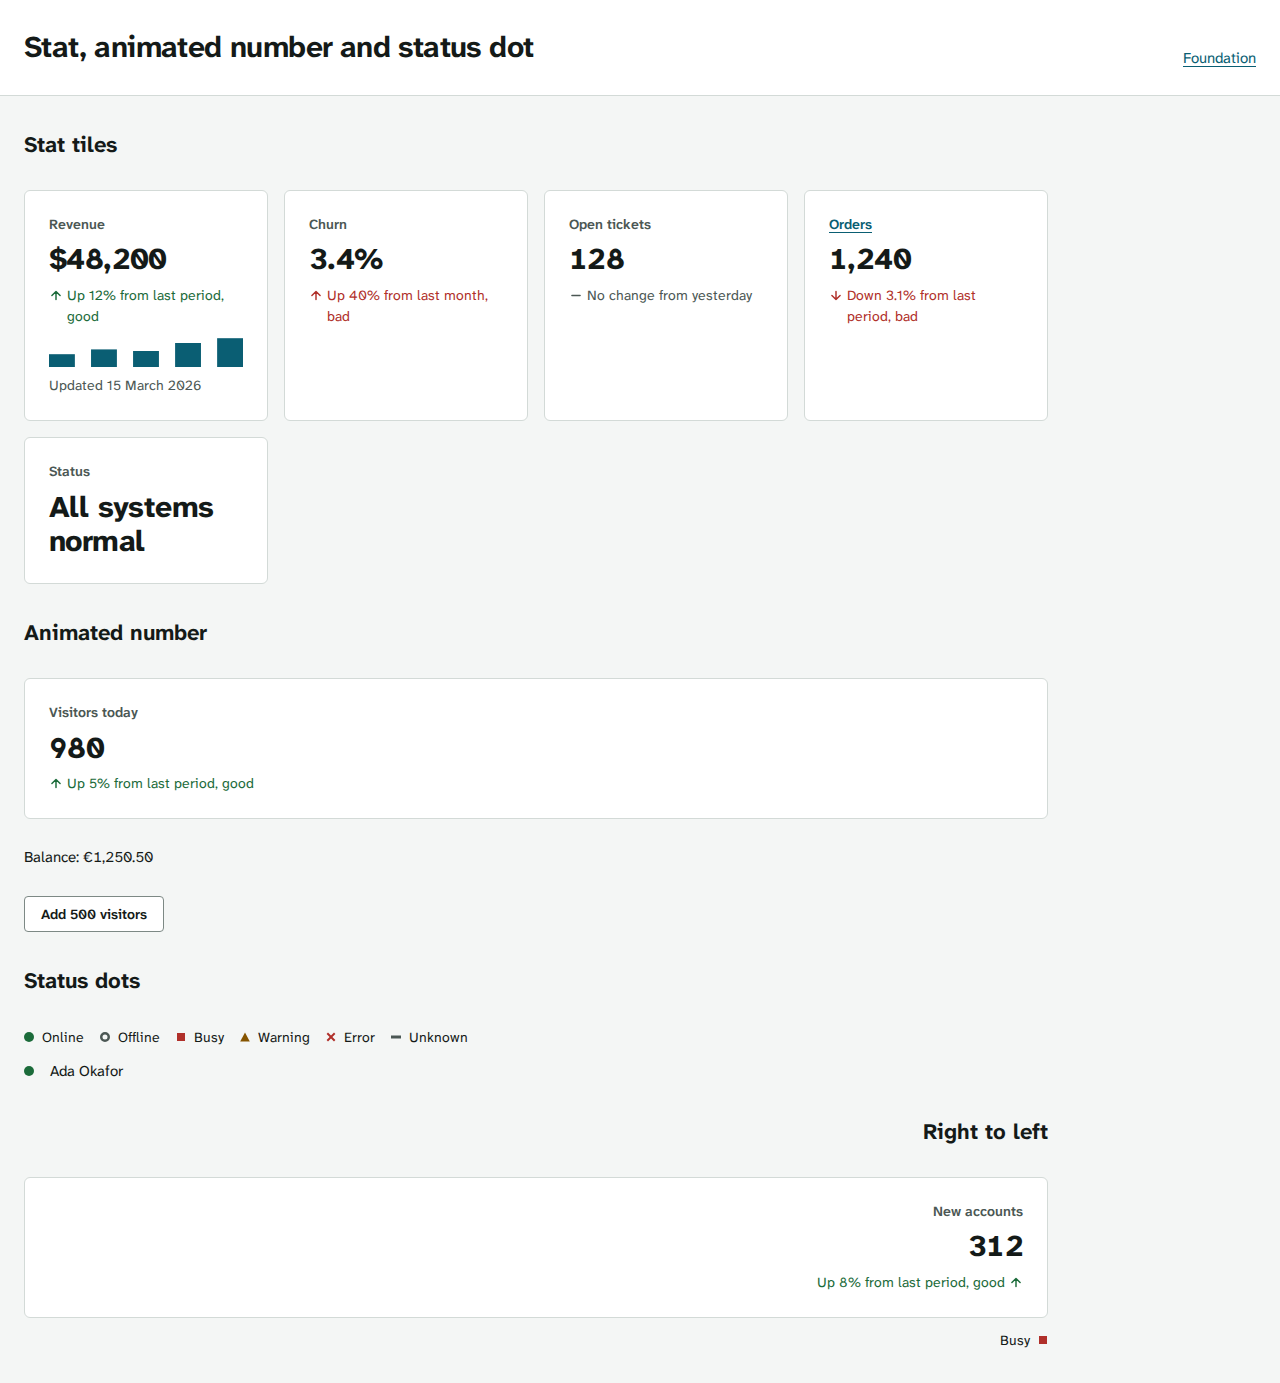 Stat, animated number and status dot
Foundation
Stat tiles
Revenue
$48,200
Up 12% from last period,
good
Updated 15 March 2026
Churn
3.4%
Up 40% from last month,
bad
Open tickets
128
No change from yesterday
Orders
1,240
Down 3.1% from last
period, bad
Status
All systems
normal
Animated number
Visitors today
980
Up 5% from last period, good
Balance: €1,250.50
Add 500 visitors
Status dots
Online Offline Busy Warning Error Unknown
Ada Okafor
Right to left
New accounts
312
Up 8% from last period, good
Busy